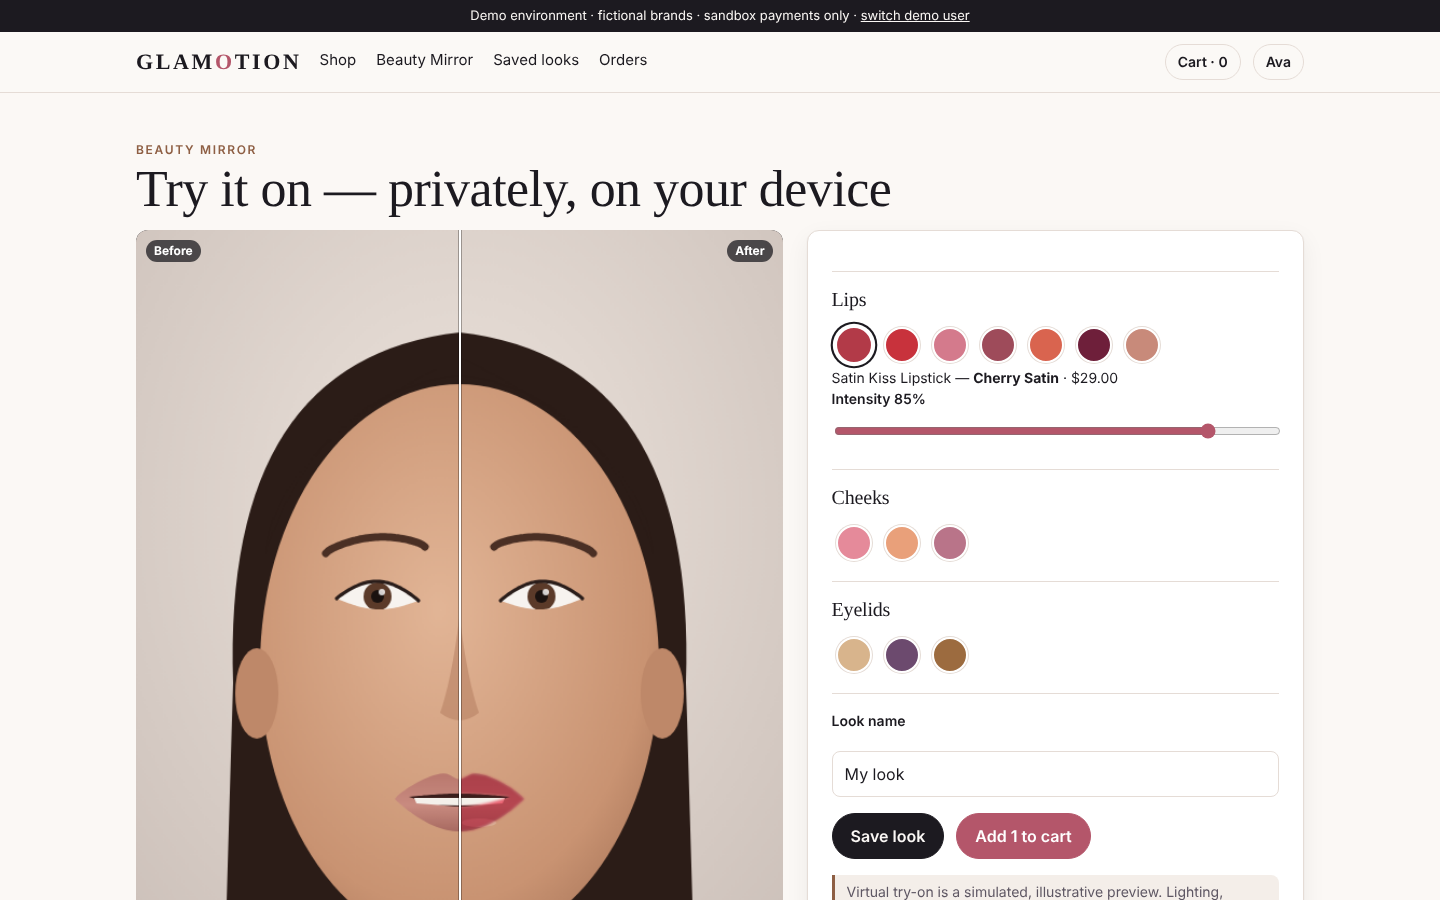 Demo environment · fictional brands · sandbox payments only · switch demo user
GLAMOTION Shop Beauty Mirror Saved looks Orders Cart · 0 Ava
BEAUTY MIRROR
Try it on — privately, on your device
Before After
Lips
Satin Kiss Lipstick — Cherry Satin · $29.00
Intensity 85%
Cheeks
Eyelids
Look name
My look
Save look Add 1 to cart
Virtual try-on is a simulated, illustrative preview. Lighting,